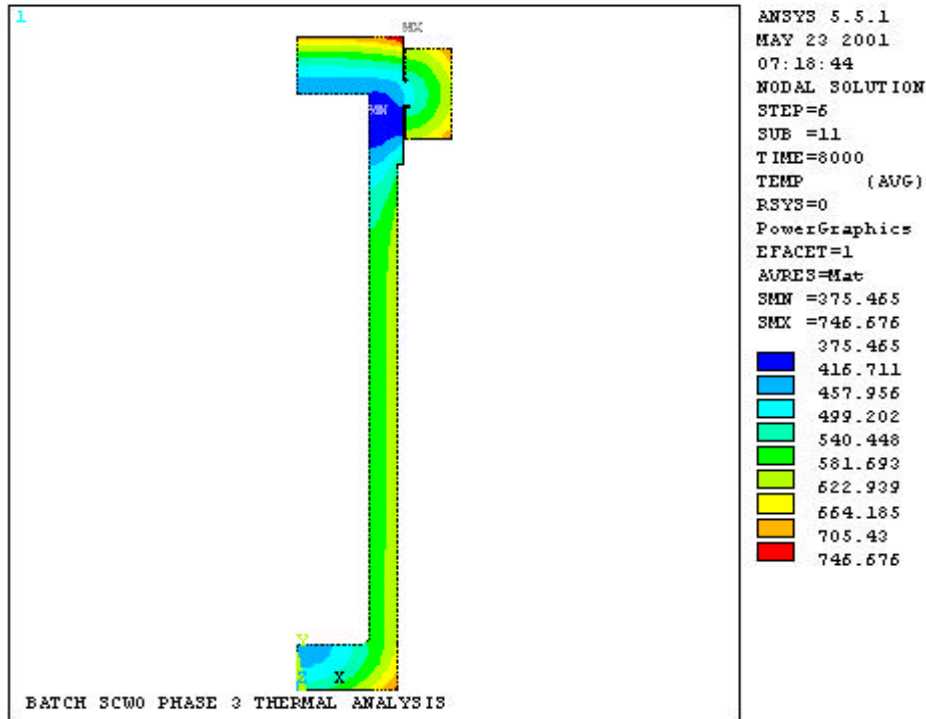 1
MX
MN
Y
Z X
BATCH SCWO PHASE 3 THERMAL ANALYSIS
ANSYS 5.5.1
MAY 23 2001
07:18:44
NODAL SOLUTION
STEP=6
SUB =11
TIME=8000
TEMP (AVG)
RSYS=0
PowerGraphics
EFACET=1
AVRES=Mat
SMN =375.465
SMX =746.676
375.465
416.711
457.956
499.202
540.448
581.693
622.939
664.185
705.43
746.676